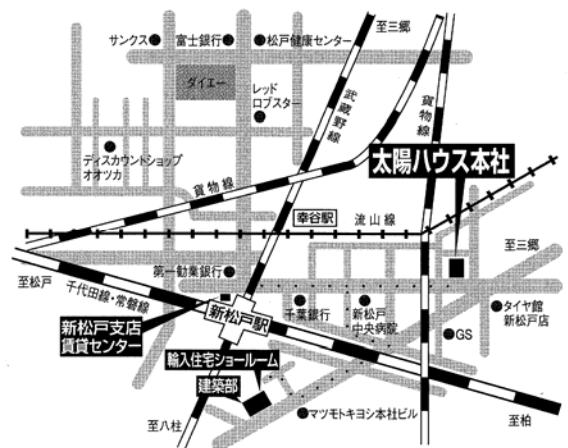 サンクス
富士銀行
松戸健康センター
至三郷
ダイエー
レッド
ロブスター
武蔵野線
貨物線
ディスカウントショップ
オオツカ
太陽ハウス本社
貨物線
幸谷駅
流山線
至三郷
第一勧業銀行
至松戸
千代田線・常磐線
新松戸駅
千葉銀行
新松戸
中央病院
タイヤ館
新松戸店
GS
新松戸支店
賃貸センター
輸入住宅ショールーム
建築部
マツモトキヨシ本社ビル
至八柱
至柏